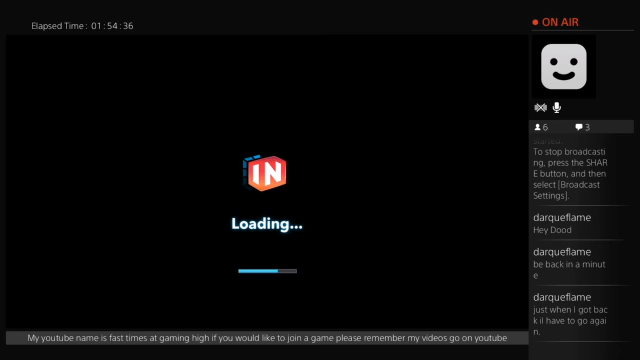 Elapsed Time : 01:54:36
ON AIR
6
3
To stop broadcasti
ng, press the SHAR
E button, and then
select [Broadcast
Settings].
darqueflame
Hey Dood
darqueflame
be back in a minut
e
darqueflame
just when I got bac
k il have to go agai
n.
IN
Loading...
My youtube name is fast times at gaming high if you would like to join a game please remember my videos go on youtube